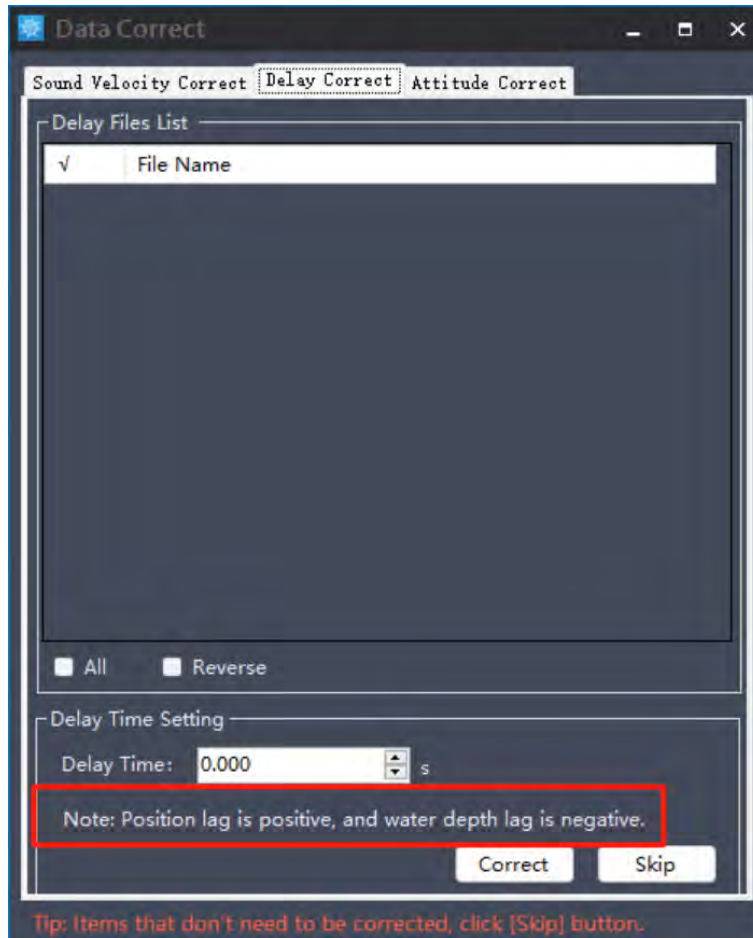 Data Correct
Sound Velocity Correct Delay Correct Attitude Correct
Delay Files List
√ File Name
All Reverse
Delay Time Setting
Delay Time: 0.000 s
Note: Position lag is positive, and water depth lag is negative.
Correct Skip
Tip: Items that don't need to be corrected, click [Skip] button.